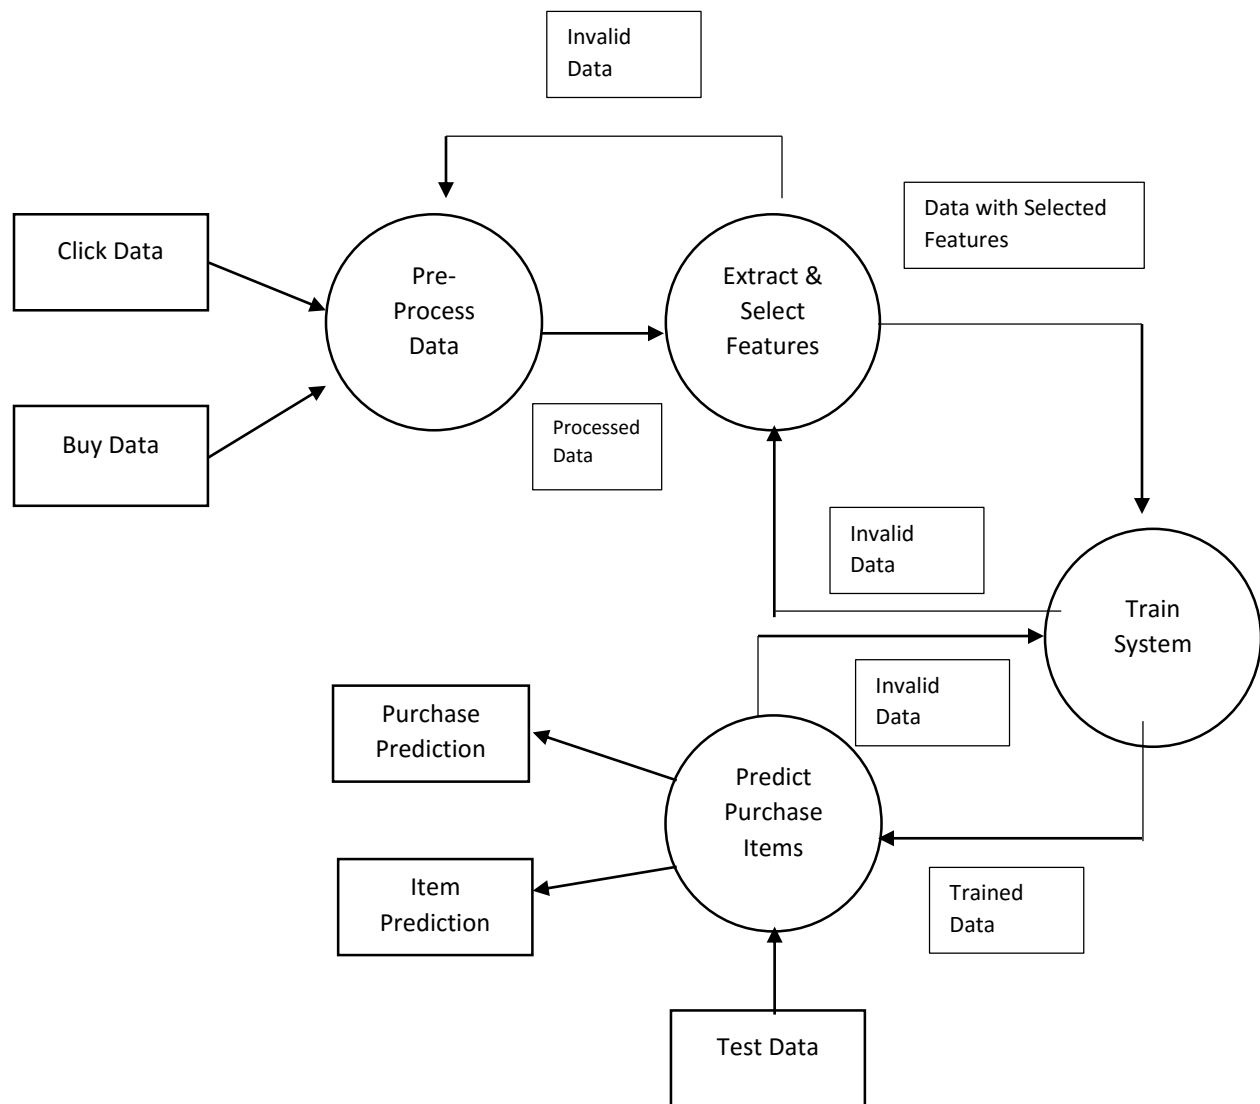 Invalid
Data
Data with Selected
Features
Click Data
Pre-
Process
Data
Extract &
Select
Features
Buy Data
Processed
Data
Invalid
Data
Train
System
Invalid
Data
Purchase
Prediction
Predict
Purchase
Items
Item
Prediction
Trained
Data
Test Data